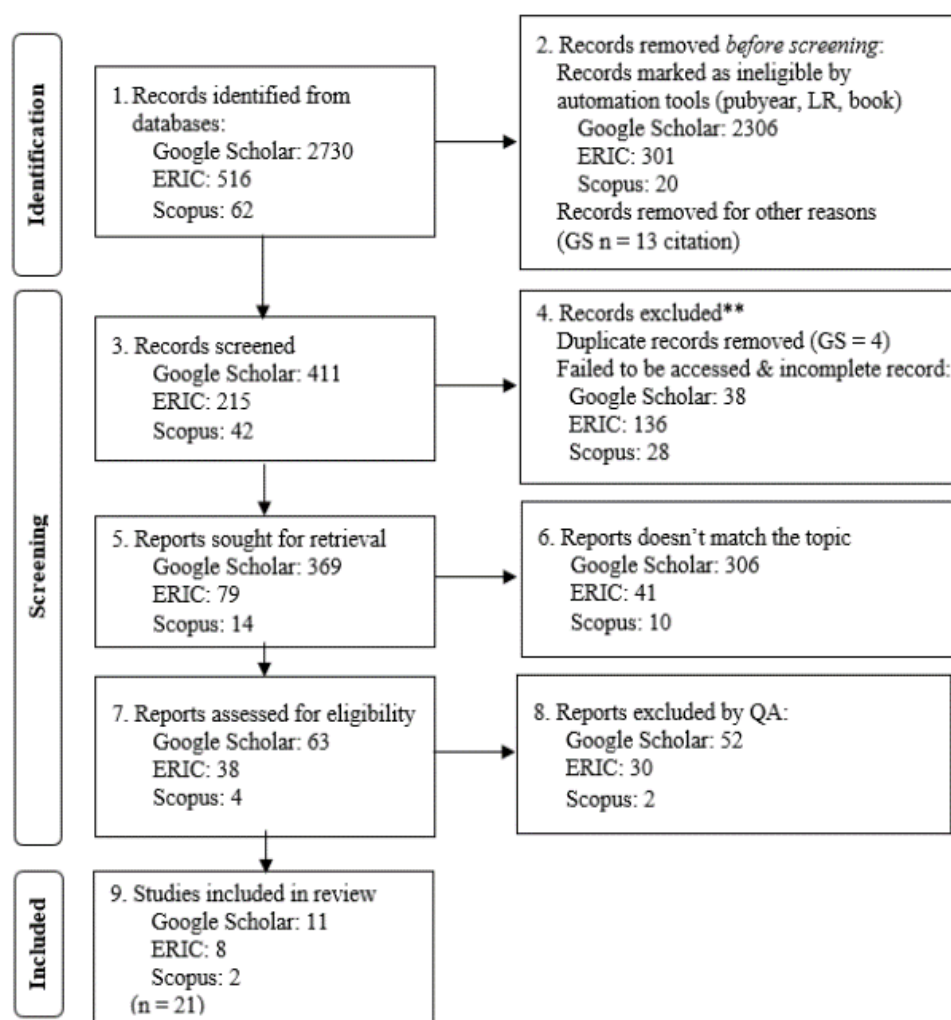 Identification
1. Records identified from
databases:
Google Scholar: 2730
ERIC: 516
Scopus: 62
2. Records removed before screening:
Records marked as ineligible by
automation tools (pubyear, LR, book)
Google Scholar: 2306
ERIC: 301
Scopus: 20
Records removed for other reasons
(GS n = 13 citation)
Screening
3. Records screened
Google Scholar: 411
ERIC: 215
Scopus: 42
4. Records excluded**
Duplicate records removed (GS = 4)
Failed to be accessed & incomplete record:
Google Scholar: 38
ERIC: 136
Scopus: 28
5. Reports sought for retrieval
Google Scholar: 369
ERIC: 79
Scopus: 14
6. Reports doesn’t match the topic
Google Scholar: 306
ERIC: 41
Scopus: 10
7. Reports assessed for eligibility
Google Scholar: 63
ERIC: 38
Scopus: 4
8. Reports excluded by QA:
Google Scholar: 52
ERIC: 30
Scopus: 2
Included
9. Studies included in review
Google Scholar: 11
ERIC: 8
Scopus: 2
(n = 21)